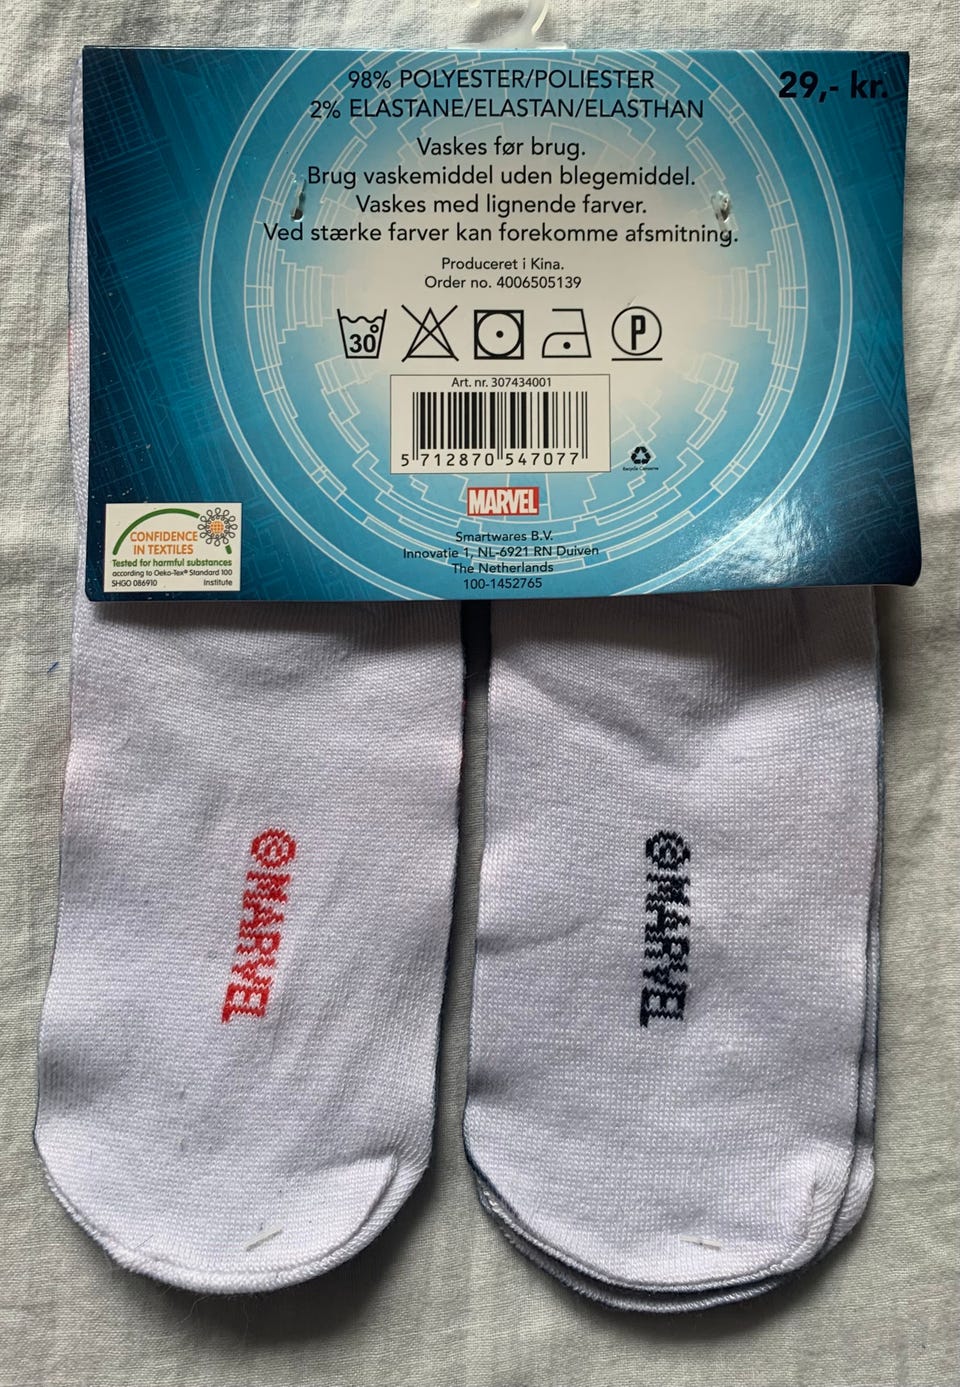 98% POLYESTER/POLIESTER
29,- kr.
2% ELASTANE/ELASTAN/ELASTHAN
Vaskes før brug.
Brug vaskemiddel uden blegemiddel.
Vaskes med lignende farver.
Ved stærke farver kan forekomme afsmitning.
Produceret i Kina.
Order no. 4006505139
30° P
Art. nr. 307434001
5 712870 547077
Recycle Conserve
MARVEL
CONFIDENCE
IN TEXTILES
Tested for harmful substances
according to Oeko-Tex® Standard 100
SHGO 086910 Institute
Smartwares B.V.
Innovatie 1, NL-6921 RN Duiven
The Netherlands
100-1452765
©MARVEL
©MARVEL